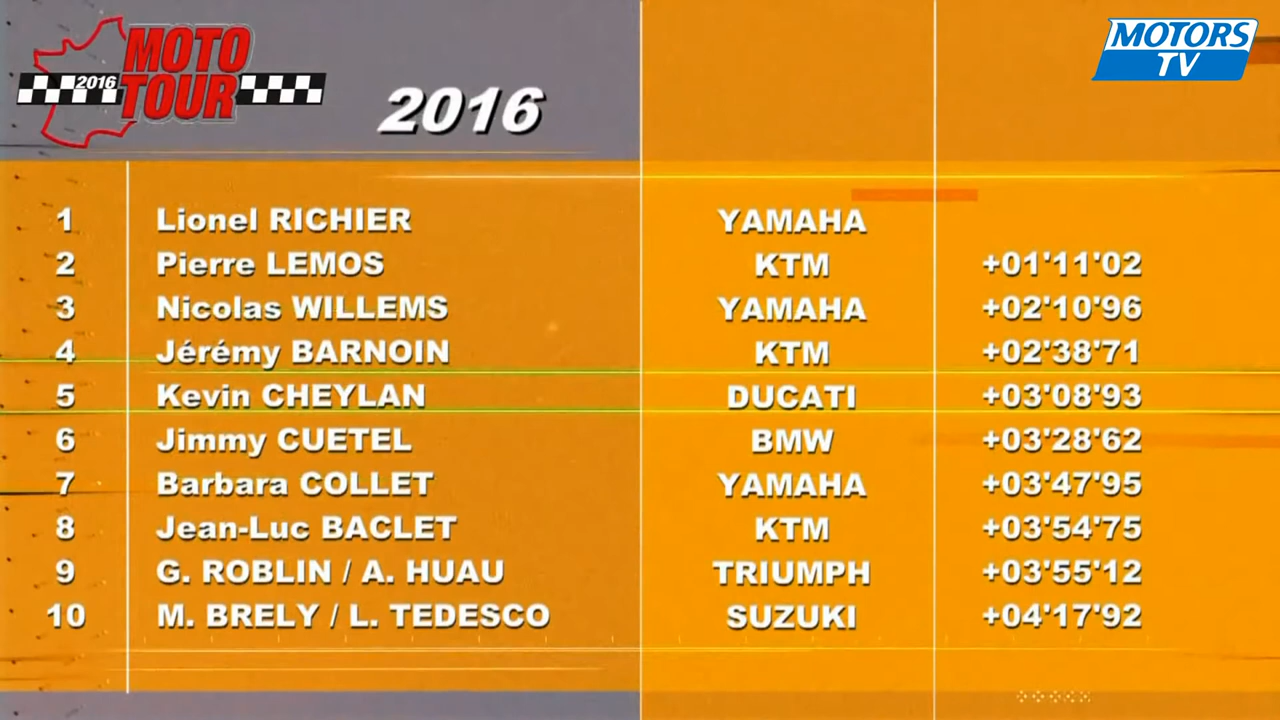 MOTO
2016 TOUR
2016
MOTORS
TV
1 Lionel RICHIER YAMAHA
2 Pierre LEMOS KTM +01'11'02
3 Nicolas WILLEMS YAMAHA +02'10'96
4 Jérémy BARNOIN KTM +02'38'71
5 Kevin CHEYLAN DUCATI +03'08'93
6 Jimmy CUETEL BMW +03'28'62
7 Barbara COLLET YAMAHA +03'47'95
8 Jean-Luc BACLET KTM +03'54'75
9 G. ROBLIN / A. HUAU TRIUMPH +03'55'12
10 M. BRELY / L. TEDESCO SUZUKI +04'17'92